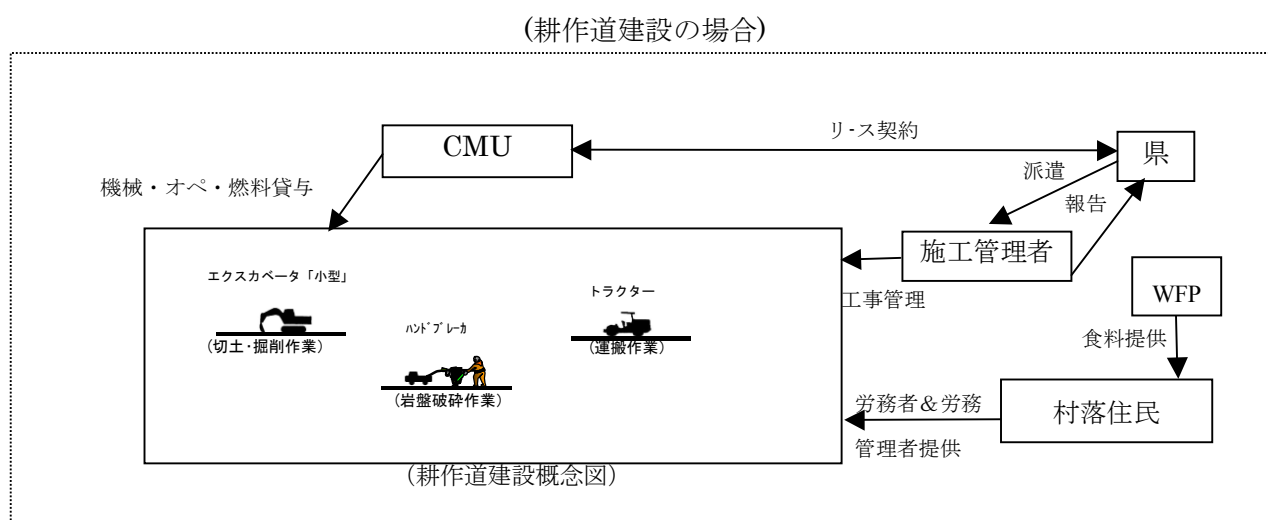 (耕作道建設の場合)
CMU
リ-ス契約
県
派遣
機械・オペ・燃料貸与
報告
施工管理者
エクスカベータ「小型」
トラクター
工事管理
WFP
ﾊﾝﾄﾞﾌﾞﾚｰｶ
(切土・掘削作業)
(運搬作業)
食料提供
(岩盤破砕作業)
労務者&労務
管理者提供
村落住民
(耕作道建設概念図)